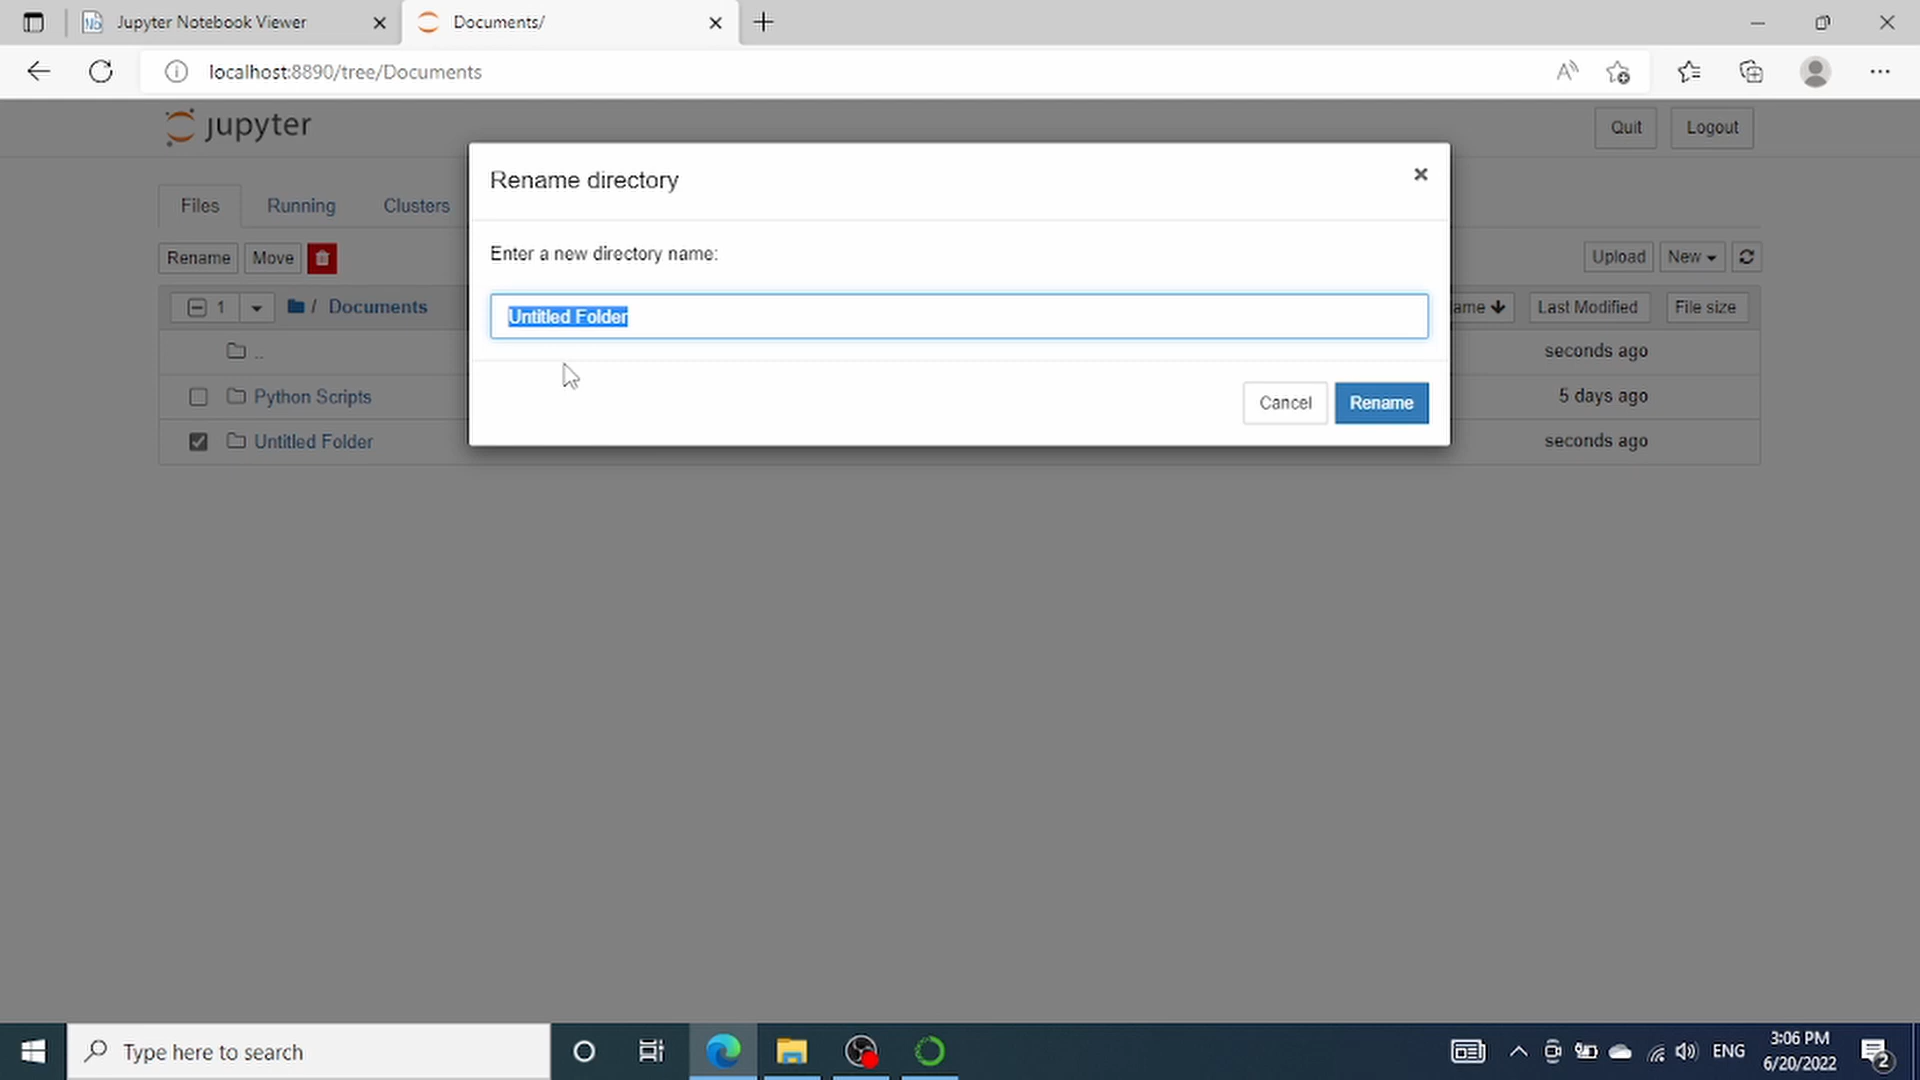 Jupyter Notebook Viewer
Documents/
localhost:8890/tree/Documents
jupyter
Quit
Logout
Rename directory
Files
Running
Clusters
Enter a new directory name:
Rename
Move
Upload
New
1
/ Documents
Untitled Folder
ame
Last Modified
File size
..
seconds ago
Python Scripts
5 days ago
Cancel
Rename
Untitled Folder
seconds ago
Type here to search
ENG
3:06 PM
6/20/2022
2